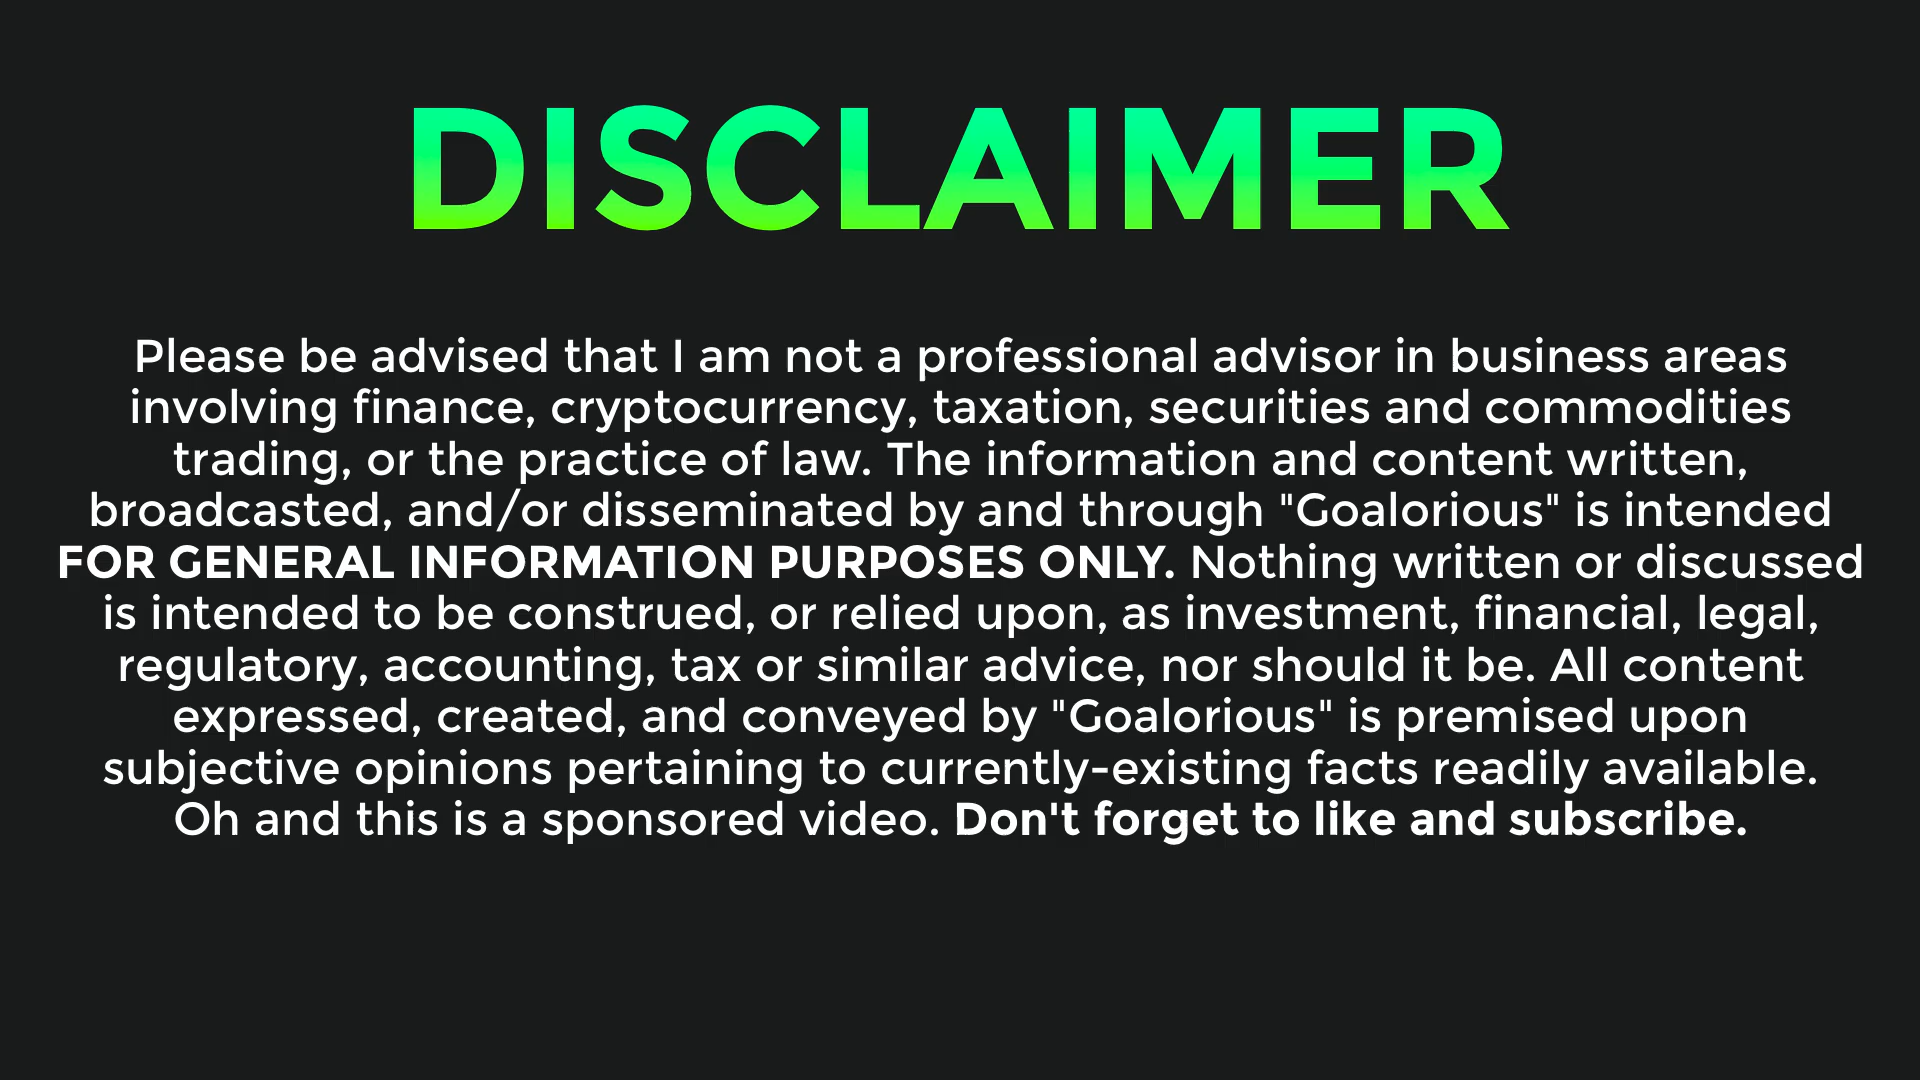 DISCLAIMER
Please be advised that I am not a professional advisor in business areas
involving finance, cryptocurrency, taxation, securities and commodities
trading, or the practice of law. The information and content written,
broadcasted, and/or disseminated by and through "Goalorious" is intended
FOR GENERAL INFORMATION PURPOSES ONLY. Nothing written or discussed
is intended to be construed, or relied upon, as investment, financial, legal,
regulatory, accounting, tax or similar advice, nor should it be. All content
expressed, created, and conveyed by "Goalorious" is premised upon
subjective opinions pertaining to currently-existing facts readily available.
Oh and this is a sponsored video. Don't forget to like and subscribe.